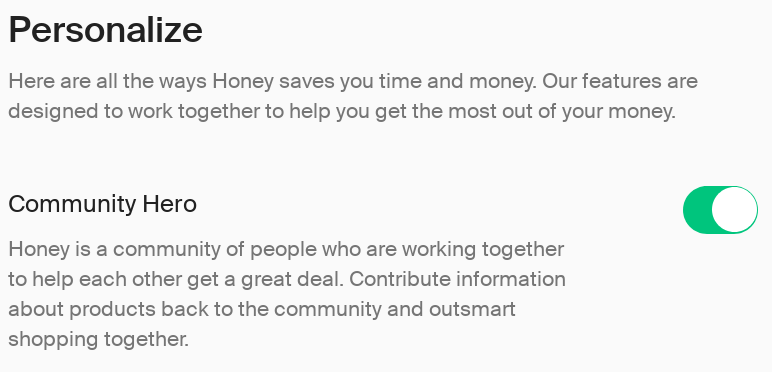 Personalize
Here are all the ways Honey saves you time and money. Our features are
designed to work together to help you get the most out of your money.
Community Hero
Honey is a community of people who are working together
to help each other get a great deal. Contribute information
about products back to the community and outsmart
shopping together.